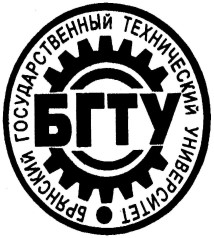 БРЯНСКИЙ ГОСУДАРСТВЕННЫЙ ТЕХНИЧЕСКИЙ УНИВЕРСИТЕТ
БГТУ